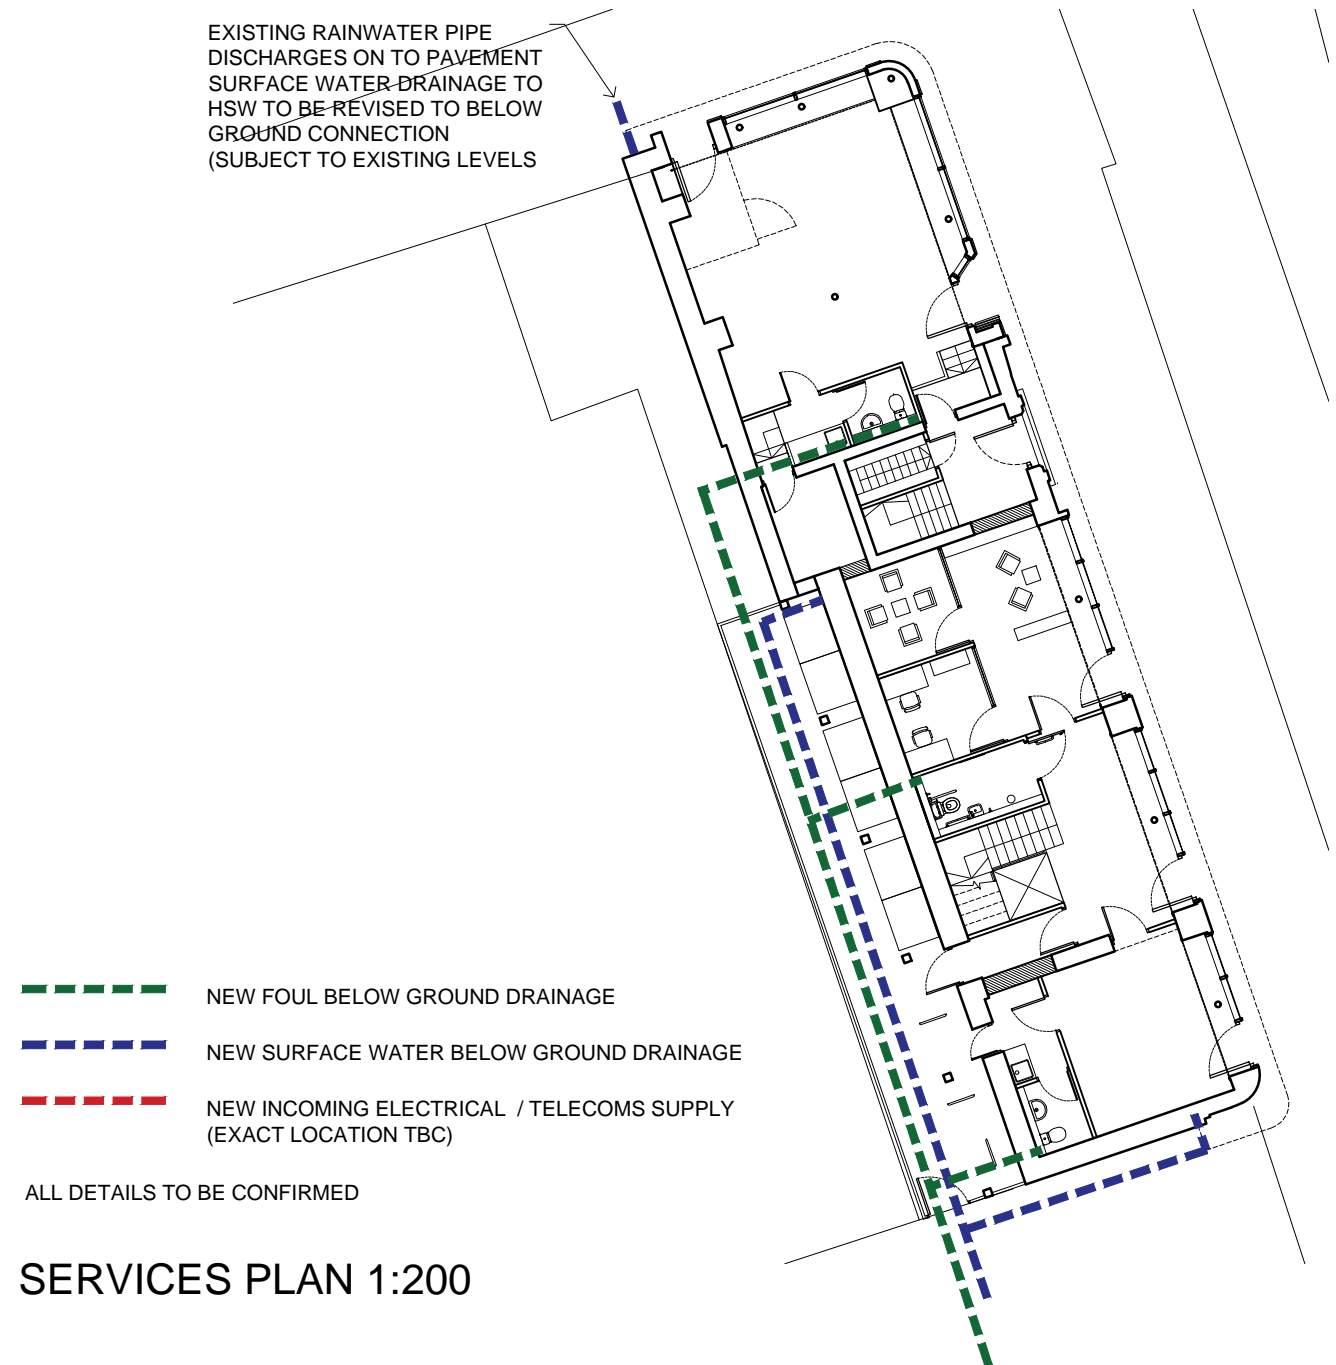 EXISTING RAINWATER PIPE
DISCHARGES ON TO PAVEMENT
SURFACE WATER DRAINAGE TO
HSW TO BE REVISED TO BELOW
GROUND CONNECTION
(SUBJECT TO EXISTING LEVELS
NEW FOUL BELOW GROUND DRAINAGE
NEW SURFACE WATER BELOW GROUND DRAINAGE
NEW INCOMING ELECTRICAL / TELECOMS SUPPLY
(EXACT LOCATION TBC)
ALL DETAILS TO BE CONFIRMED
SERVICES PLAN 1:200